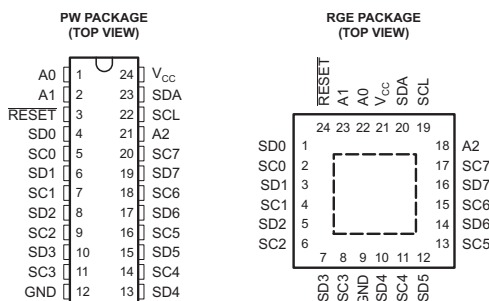 PW PACKAGE
(TOP VIEW)
A0 1 24 VCC
A1 2 23 SDA
RESET 3 22 SCL
SD0 4 21 A2
SC0 5 20 SC7
SD1 6 19 SD7
SC1 7 18 SC6
SD2 8 17 SD6
SC2 9 16 SC5
SD3 10 15 SD5
SC3 11 14 SC4
GND 12 13 SD4
RGE PACKAGE
(TOP VIEW)
RESET A1 A0 VCC SDA SCL
24 23 22 21 20 19
SD0 1 18 A2
SC0 2 17 SC7
SD1 3 16 SD7
SC1 4 15 SC6
SD2 5 14 SD6
SC2 6 13 SC5
7 8 9 10 11 12
SD3 SC3 GND SD4 SC4 SD5